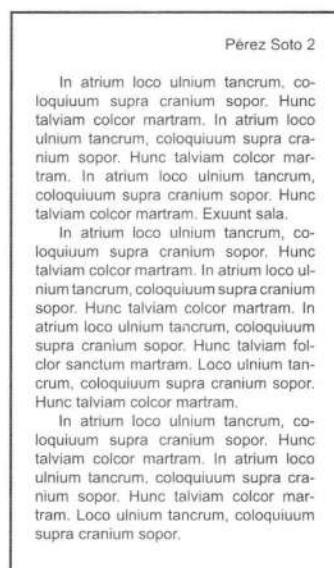 Pérez Soto 2
In atrium loco ulnium tancrum, co-
loquiuum supra cranium sopor. Hunc
talviam colcor martram. In atrium loco
ulnium tancrum, coloquiuum supra cra-
nium sopor. Hunc talviam colcor mar-
tram. In atrium loco ulnium tancrum,
coloquiuum supra cranium sopor. Hunc
talviam colcor martram. Exuunt sala.
In atrium loco ulnium tancrum, co-
loquiuum supra cranium sopor. Hunc
talviam colcor martram. In atrium loco ul-
nium tancrum, coloquiuum supra cranium
sopor. Hunc talviam colcor martram. In
atrium loco ulnium tancrum, coloquiuum
supra cranium sopor. Hunc talviam fol-
clor sanctum martram. Loco ulnium tan-
crum, coloquiuum supra cranium sopor.
Hunc talviam colcor martram.
In atrium loco ulnium tancrum, co-
loquiuum supra cranium sopor. Hunc
talviam colcor martram. In atrium loco
ulnium tancrum, coloquiuum supra cra-
nium sopor. Hunc talviam colcor mar-
tram. Loco ulnium tancrum, coloquiuum
supra cranium sopor.